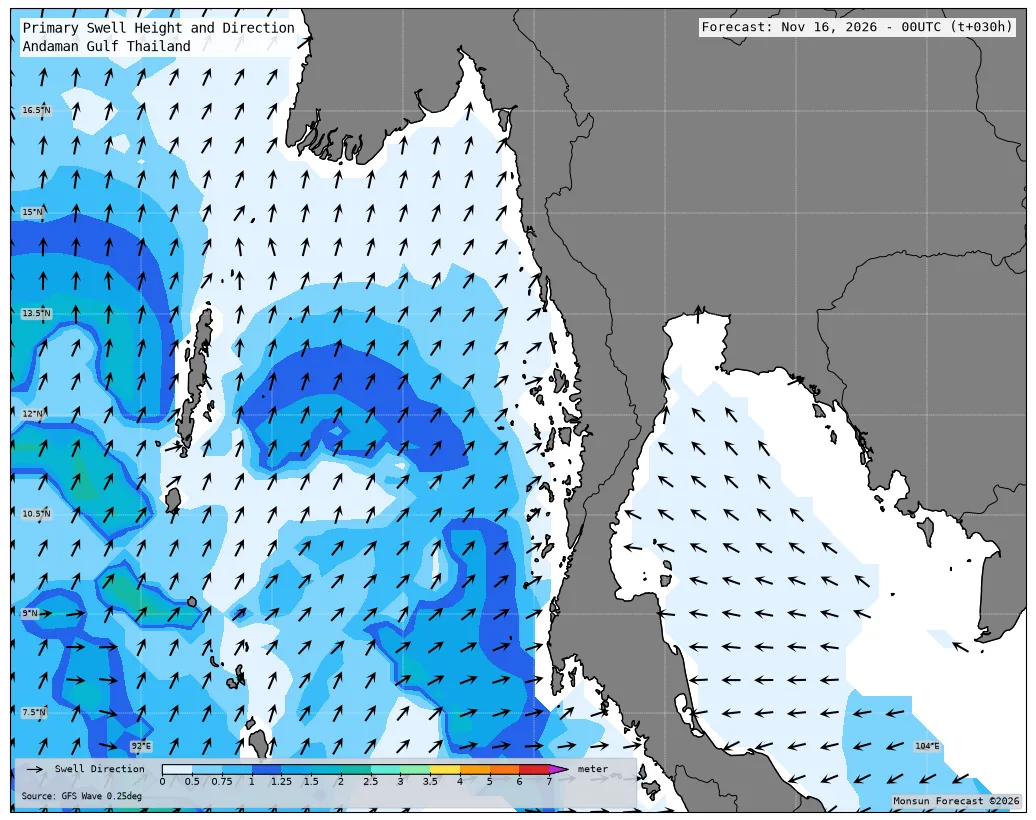 Primary Swell Height and Direction
Andaman Gulf Thailand
Forecast: Nov 16, 2026 - 00UTC (t+030h)
16.5°N
15°N
13.5°N
12°N
10.5°N
9°N
7.5°N
92°E
104°E
Swell Direction
0 0.5 0.75 1 1.25 1.5 2 2.5 3 3.5 4 5 6 7 meter
Source: GFS Wave 0.25deg
Monsun Forecast ©2026